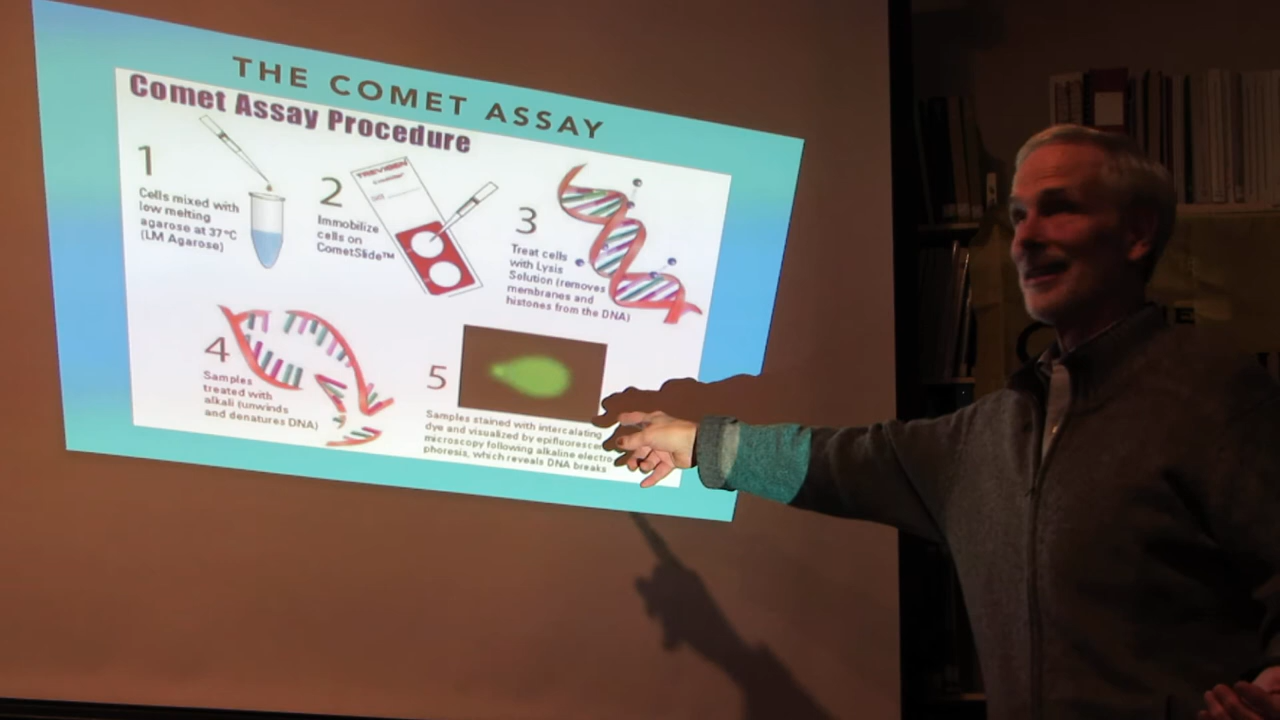 THE COMET ASSAY
Comet Assay Procedure
1
Cells mixed with
low melting
agarose at 37°C
(LM Agarose)
2
Immobilize
cells on
CometSlide™
TREVIGEN
3
Treat cells
with Lysis
Solution (removes
membranes and
histones from the DNA)
4
Samples
treated with
alkali (unwinds
and denatures DNA)
5
Samples stained with intercalating
dye and visualized by epifluorescen
microscopy following alkaline electro
phoresis, which reveals DNA breaks